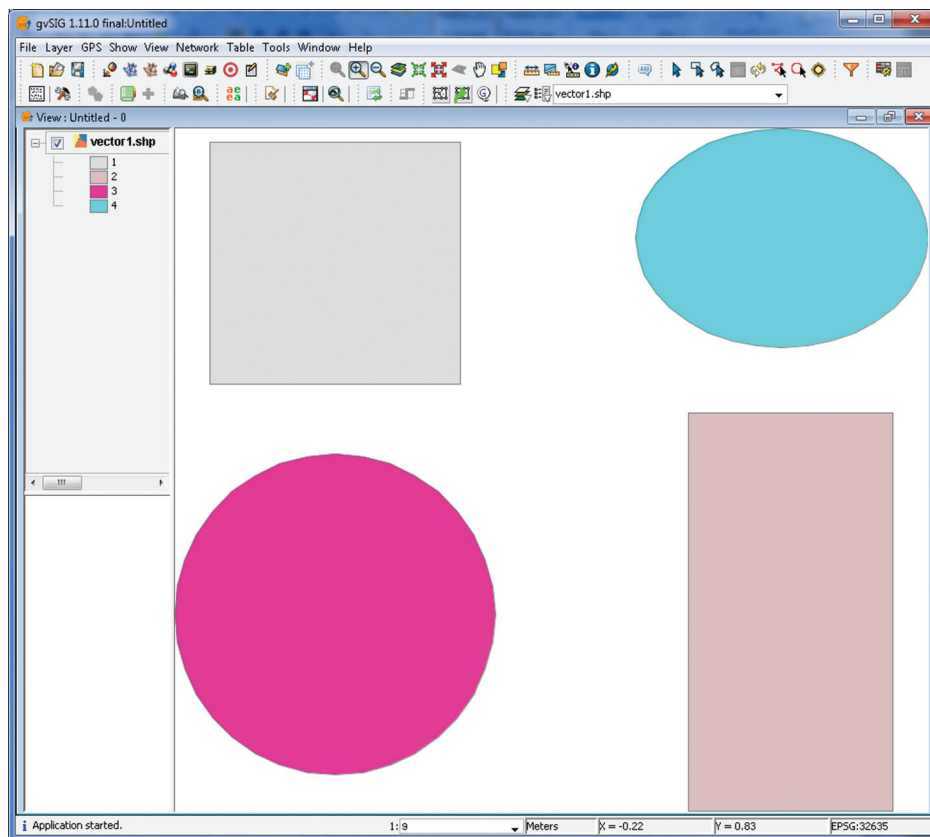 gvSIG 1.11.0 final:Untitled
File Layer GPS Show View Network Table Tools Window Help
vector1.shp
View : Untitled - 0
vector1.shp
1
2
3
4
Application started. 1: 9 Meters X = -0.22 Y = 0.83 EPSG:32635